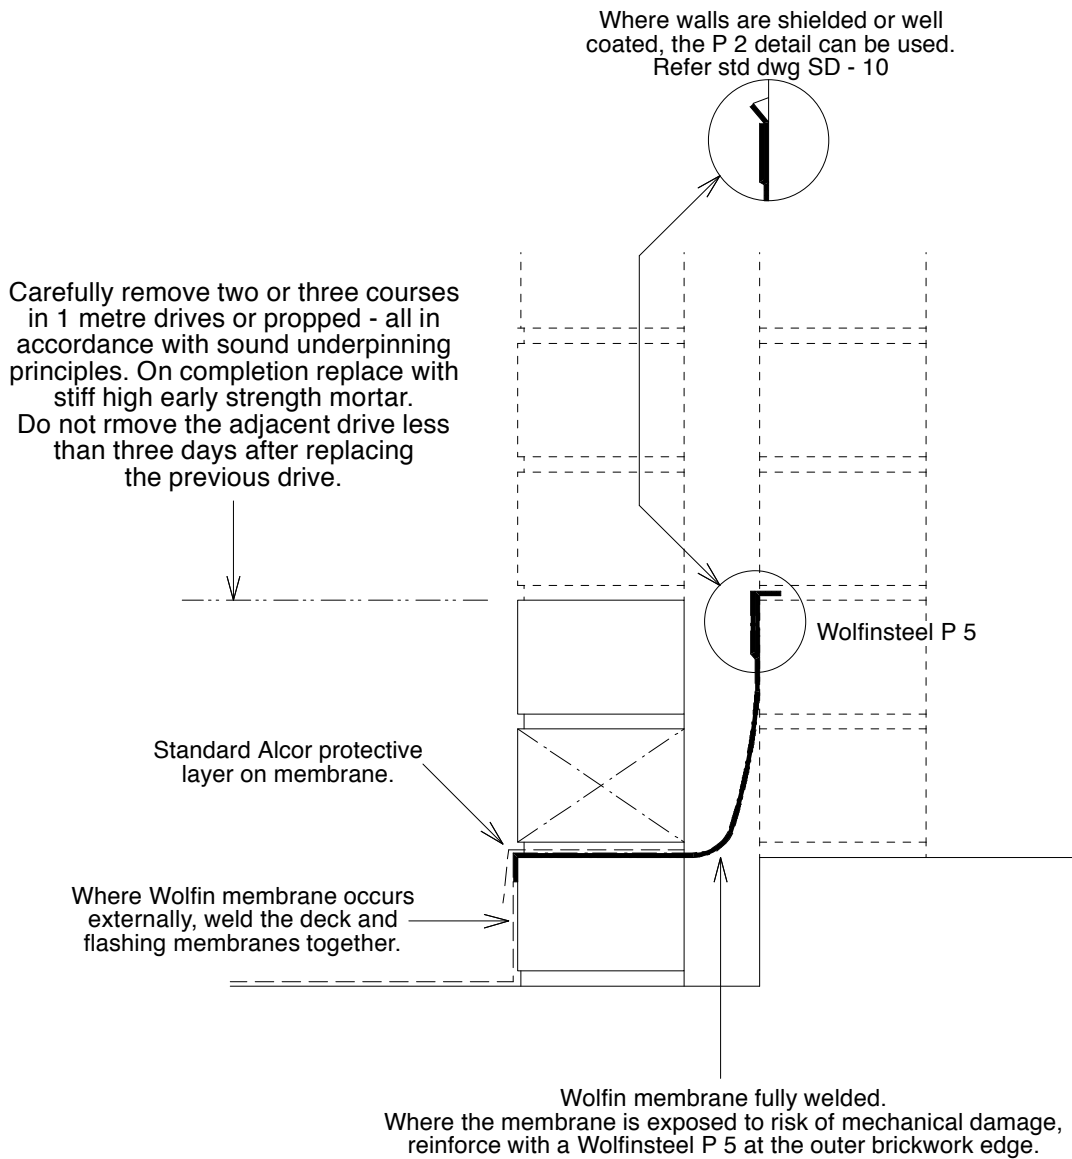 Where walls are shielded or well
coated, the P 2 detail can be used.
Refer std dwg SD - 10
Carefully remove two or three courses
in 1 metre drives or propped - all in
accordance with sound underpinning
principles. On completion replace with
stiff high early strength mortar.
Do not rmove the adjacent drive less
than three days after replacing
the previous drive.
Wolfinsteel P 5
Standard Alcor protective
layer on membrane.
Where Wolfin membrane occurs
externally, weld the deck and
flashing membranes together.
Wolfin membrane fully welded.
Where the membrane is exposed to risk of mechanical damage,
reinforce with a Wolfinsteel P 5 at the outer brickwork edge.